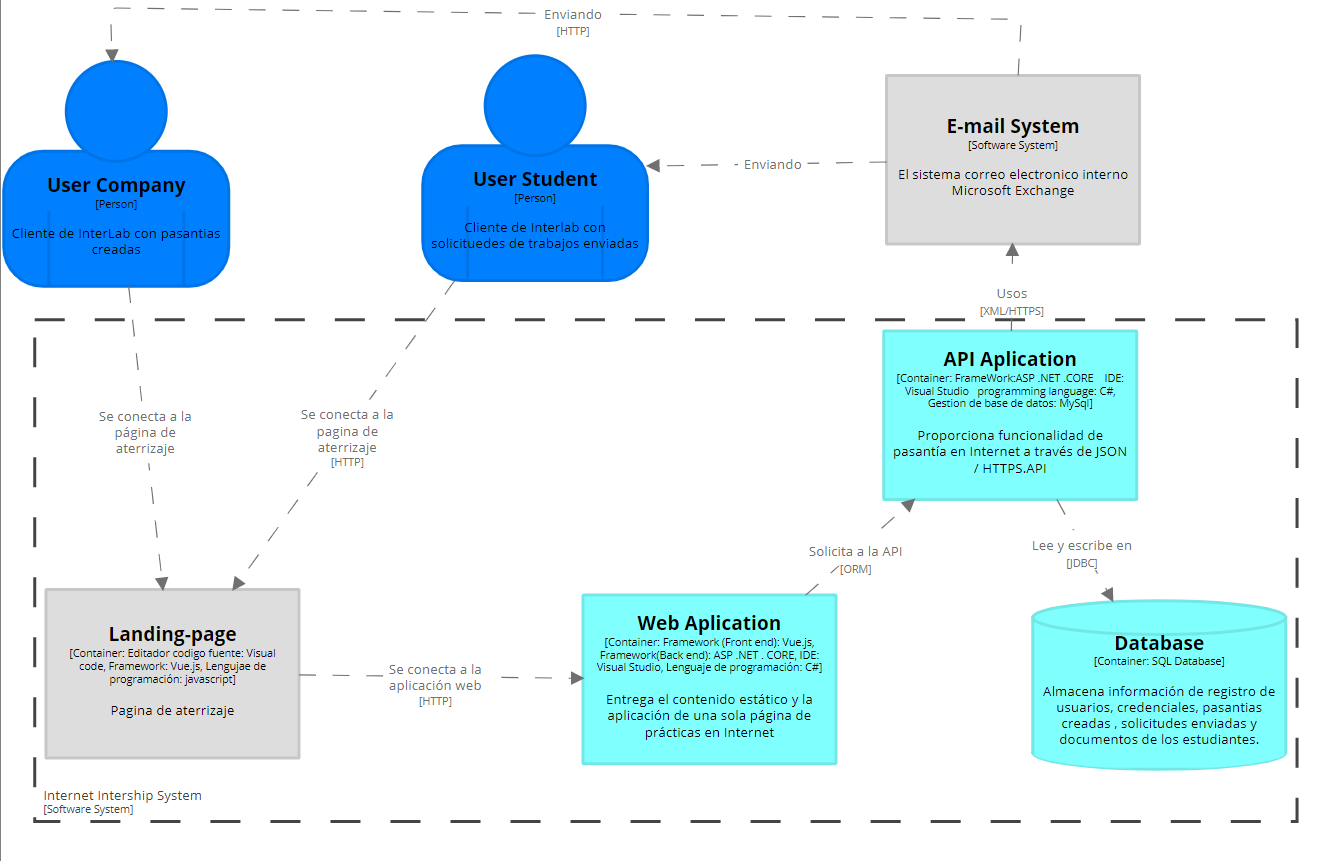 Enviando
[HTTP]
User Company
[Person]
Cliente de InterLab con pasantias
creadas
User Student
[Person]
Cliente de Interlab con
solicituedes de trabajos enviadas
Enviando
E-mail System
[Software System]
El sistema correo electronico interno
Microsoft Exchange
Usos
[XML/HTTPS]
API Aplication
[Container: FrameWork:ASP .NET .CORE IDE:
Visual Studio programming language: C#,
Gestion de base de datos: MySql]
Proporciona funcionalidad de
pasantía en Internet a través de JSON
/ HTTPS.API
Se conecta a la
página de
aterrizaje
Se conecta a la
pagina de
aterrizaje
[HTTP]
Solicita a la API
[ORM]
Lee y escribe en
[JDBC]
Landing-page
[Container: Editador codigo fuente: Visual
code, Framework: Vue.js, Lengujae de
programación: javascript]
Pagina de aterrizaje
Se conecta a la
aplicación web
[HTTP]
Web Aplication
[Container: Framework (Front end): Vue.js,
Framework(Back end): ASP .NET . CORE, IDE:
Visual Studio, Lenguaje de programación: C#]
Entrega el contenido estático y la
aplicación de una sola página de
prácticas en Internet
Database
[Container: SQL Database]
Almacena información de registro de
usuarios, credenciales, pasantias
creadas , solicitudes enviadas y
documentos de los estudiantes.
Internet Intership System
[Software System]